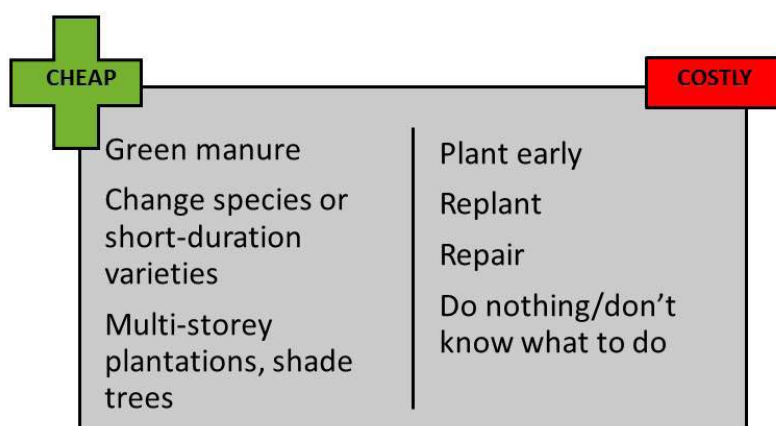 CHEAP
COSTLY
Green manure
Change species or
short-duration
varieties
Multi-storey
plantations, shade
trees
Plant early
Replant
Repair
Do nothing/don’t
know what to do